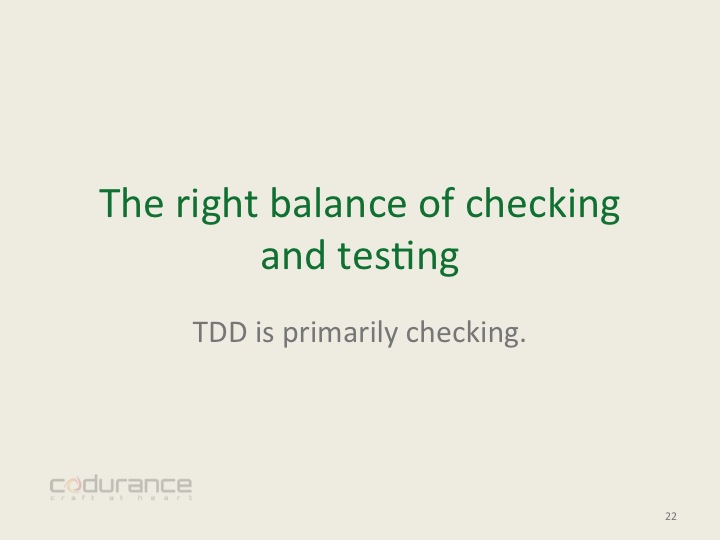 The right balance of checking
and testing
TDD is primarily checking.
codurance
craft at heart
22